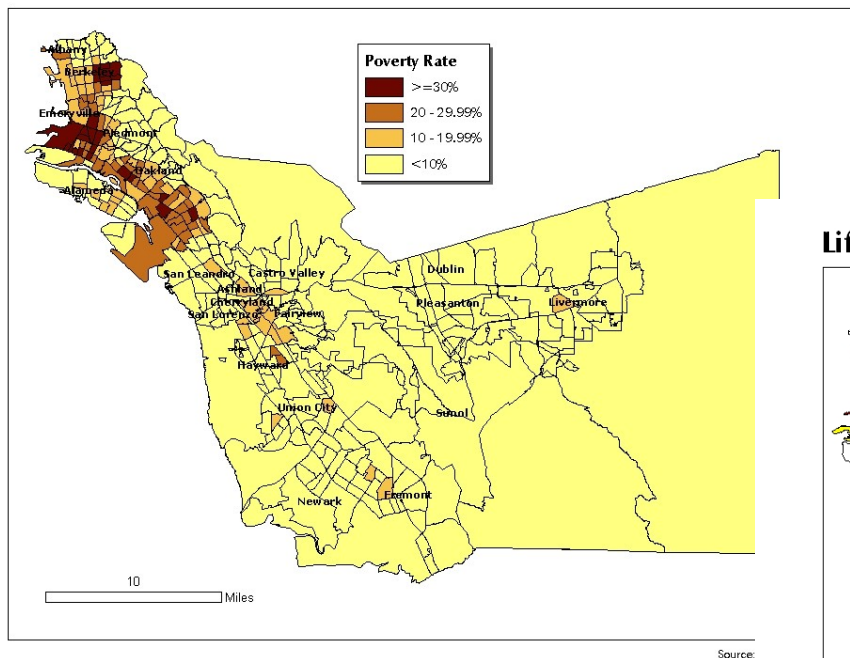 Poverty Rate
>=30%
20 - 29.99%
10 - 19.99%
<10%
Albany
Berkeley
Emeryville
Piedmont
Oakland
Alameda
San Leandro
Castro Valley
Ashland
Cherryland
San Lorenzo
Fairview
Hayward
Dublin
Pleasanton
Livermore
Union City
Sunol
Newark
Fremont
10
Miles
Source:
Lif